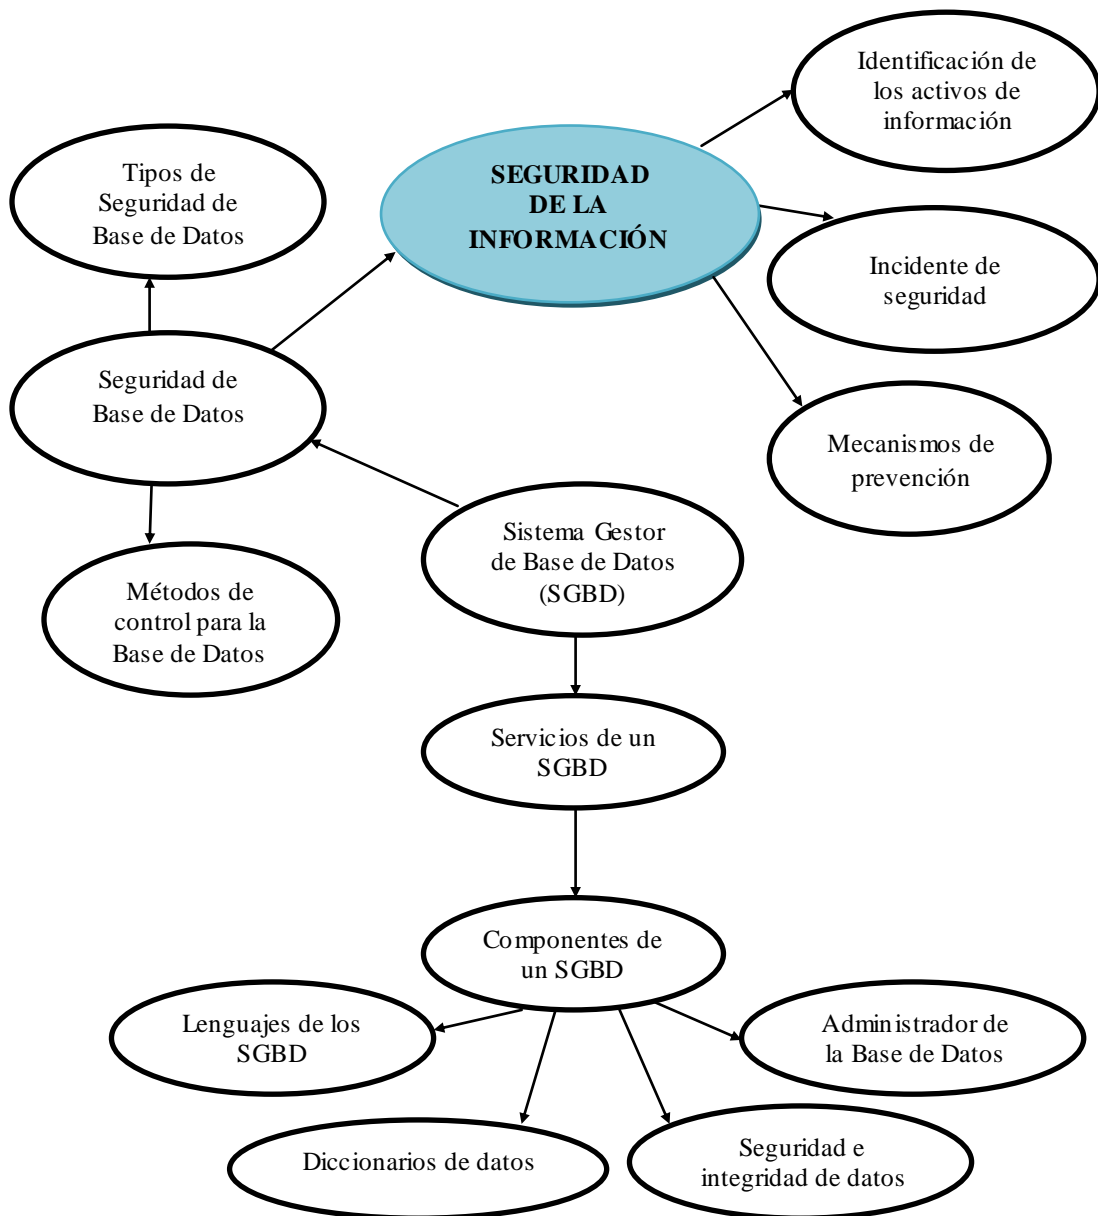 Identificación de
los activos de
información
SEGURIDAD
DE LA
INFORMACIÓN
Tipos de
Seguridad de
Base de Datos
Incidente de
seguridad
Seguridad de
Base de Datos
Mecanismos de
prevención
Sistema Gestor
de Base de Datos
(SGBD)
Métodos de
control para la
Base de Datos
Servicios de un
SGBD
Componentes de
un SGBD
Lenguajes de los
SGBD
Administrador de
la Base de Datos
Diccionarios de datos
Seguridad e
integridad de datos